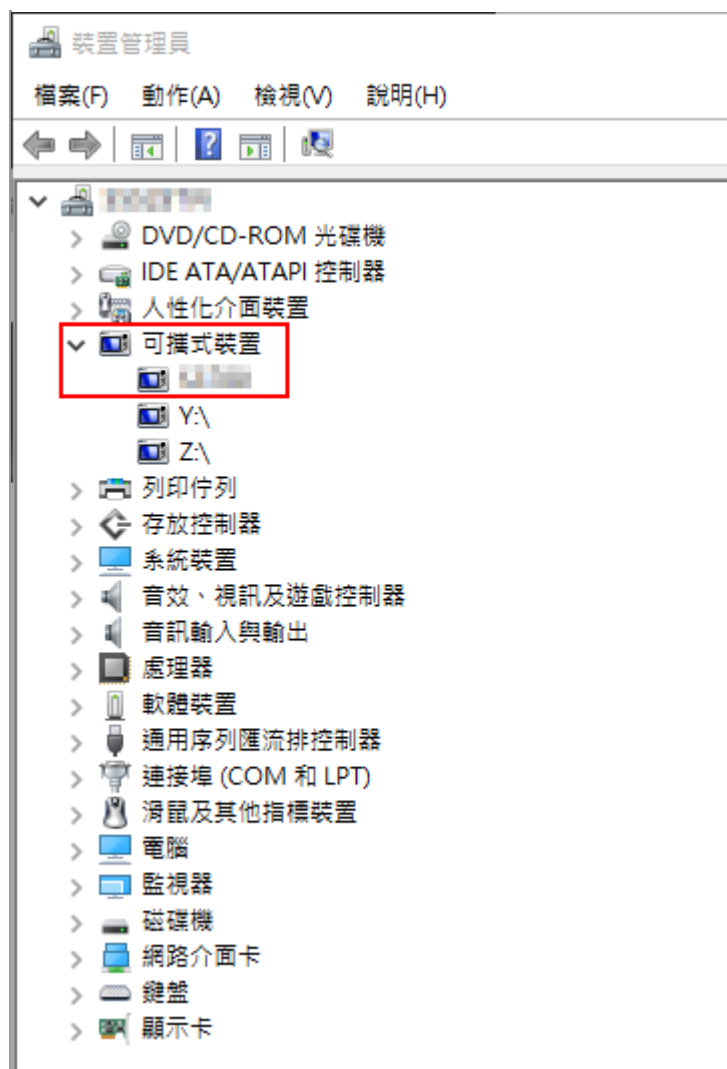 裝置管理員
檔案(F) 動作(A) 檢視(V) 說明(H)
DVD/CD-ROM 光碟機
IDE ATA/ATAPI 控制器
人性化介面裝置
可攜式裝置
Y:\
Z:\
列印佇列
存放控制器
系統裝置
音效、視訊及遊戲控制器
音訊輸入與輸出
處理器
軟體裝置
通用序列匯流排控制器
連接埠 (COM 和 LPT)
滑鼠及其他指標裝置
電腦
監視器
磁碟機
網路介面卡
鍵盤
顯示卡